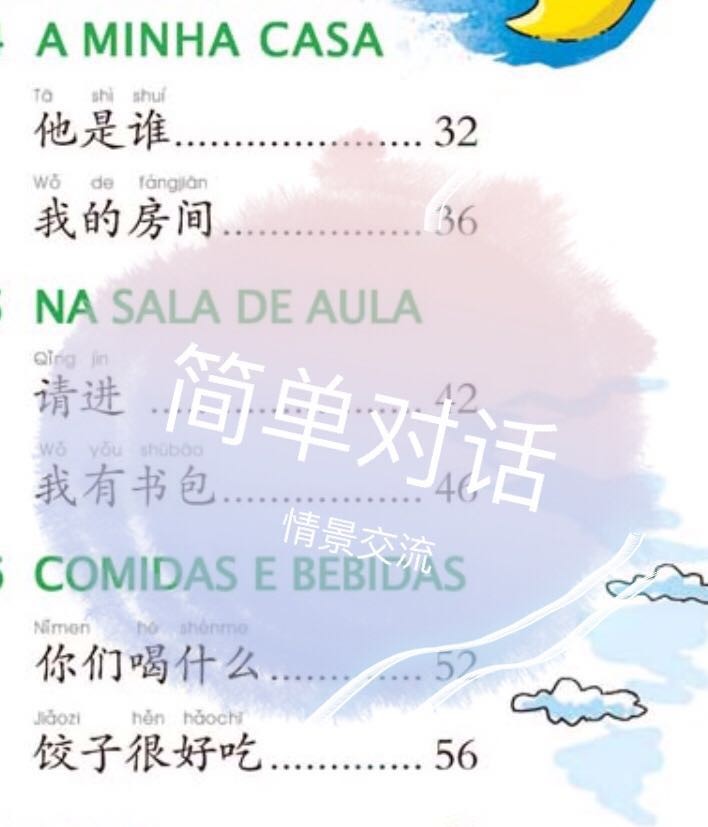 A MINHA CASA
Tā shì shuí
他是谁........................ 32
Wǒ de fángjiān
我的房间..................... 36
NA SALA DE AULA
Qǐng jìn
请进 ............................ 42
Wǒ yǒu shūbāo
我有书包..................... 46
简单对话
情景交流
COMIDAS E BEBIDAS
Nǐmen hē shénme
你们喝什么................. 52
Jiǎozi hěn hǎochī
饺子很好吃................. 56